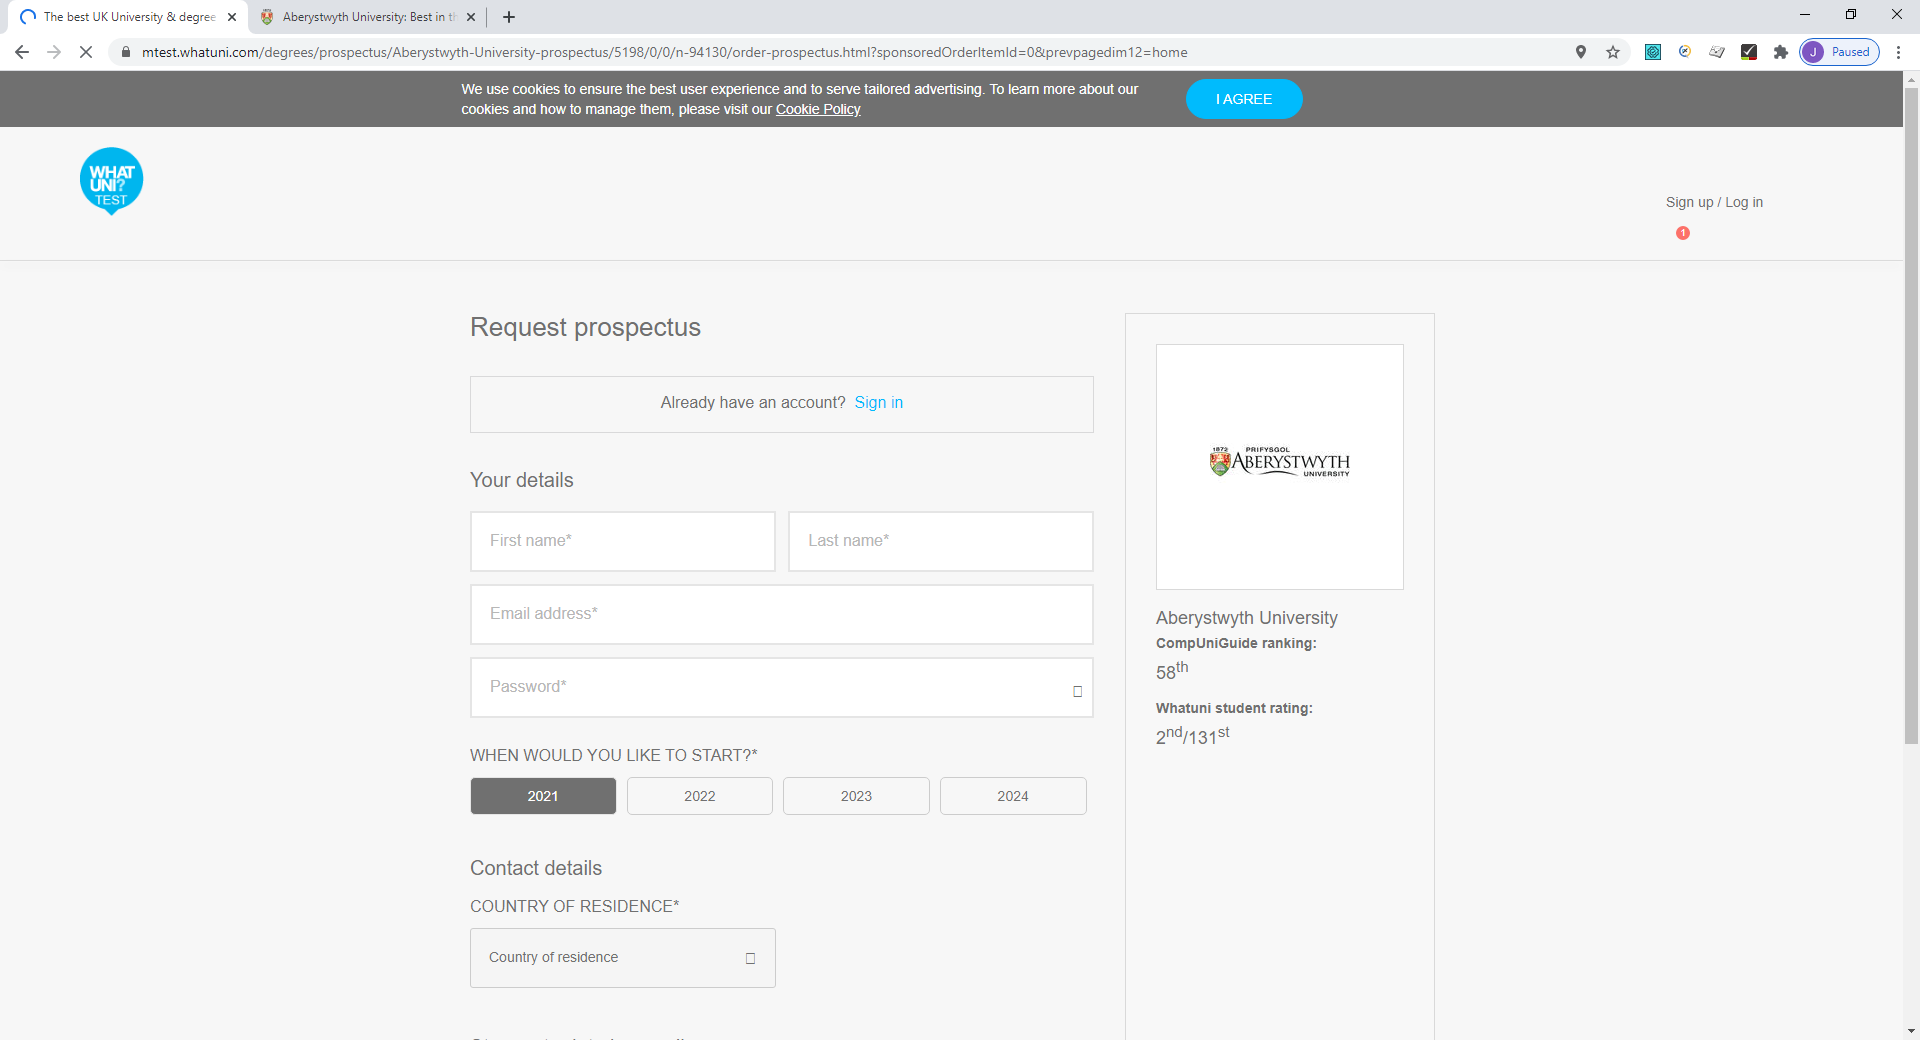 The best UK University & degree
Aberystwyth University: Best in th
mtest.whatuni.com/degrees/prospectus/Aberystwyth-University-prospectus/5198/0/0/n-94130/order-prospectus.html?sponsoredOrderItemId=0&prevpagedim12=home
J Paused
We use cookies to ensure the best user experience and to serve tailored advertising. To learn more about our
cookies and how to manage them, please visit our Cookie Policy
I AGREE
WHAT
UNI?
TEST
Sign up / Log in
1
Request prospectus
Already have an account? Sign in
Your details
First name*
Last name*
Email address*
Password*
WHEN WOULD YOU LIKE TO START?*
2021
2022
2023
2024
Contact details
COUNTRY OF RESIDENCE*
Country of residence
1872
PRIFYSGOL
ABERYSTWYTH
UNIVERSITY
Aberystwyth University
CompUniGuide ranking:
58th
Whatuni student rating:
2nd/131st